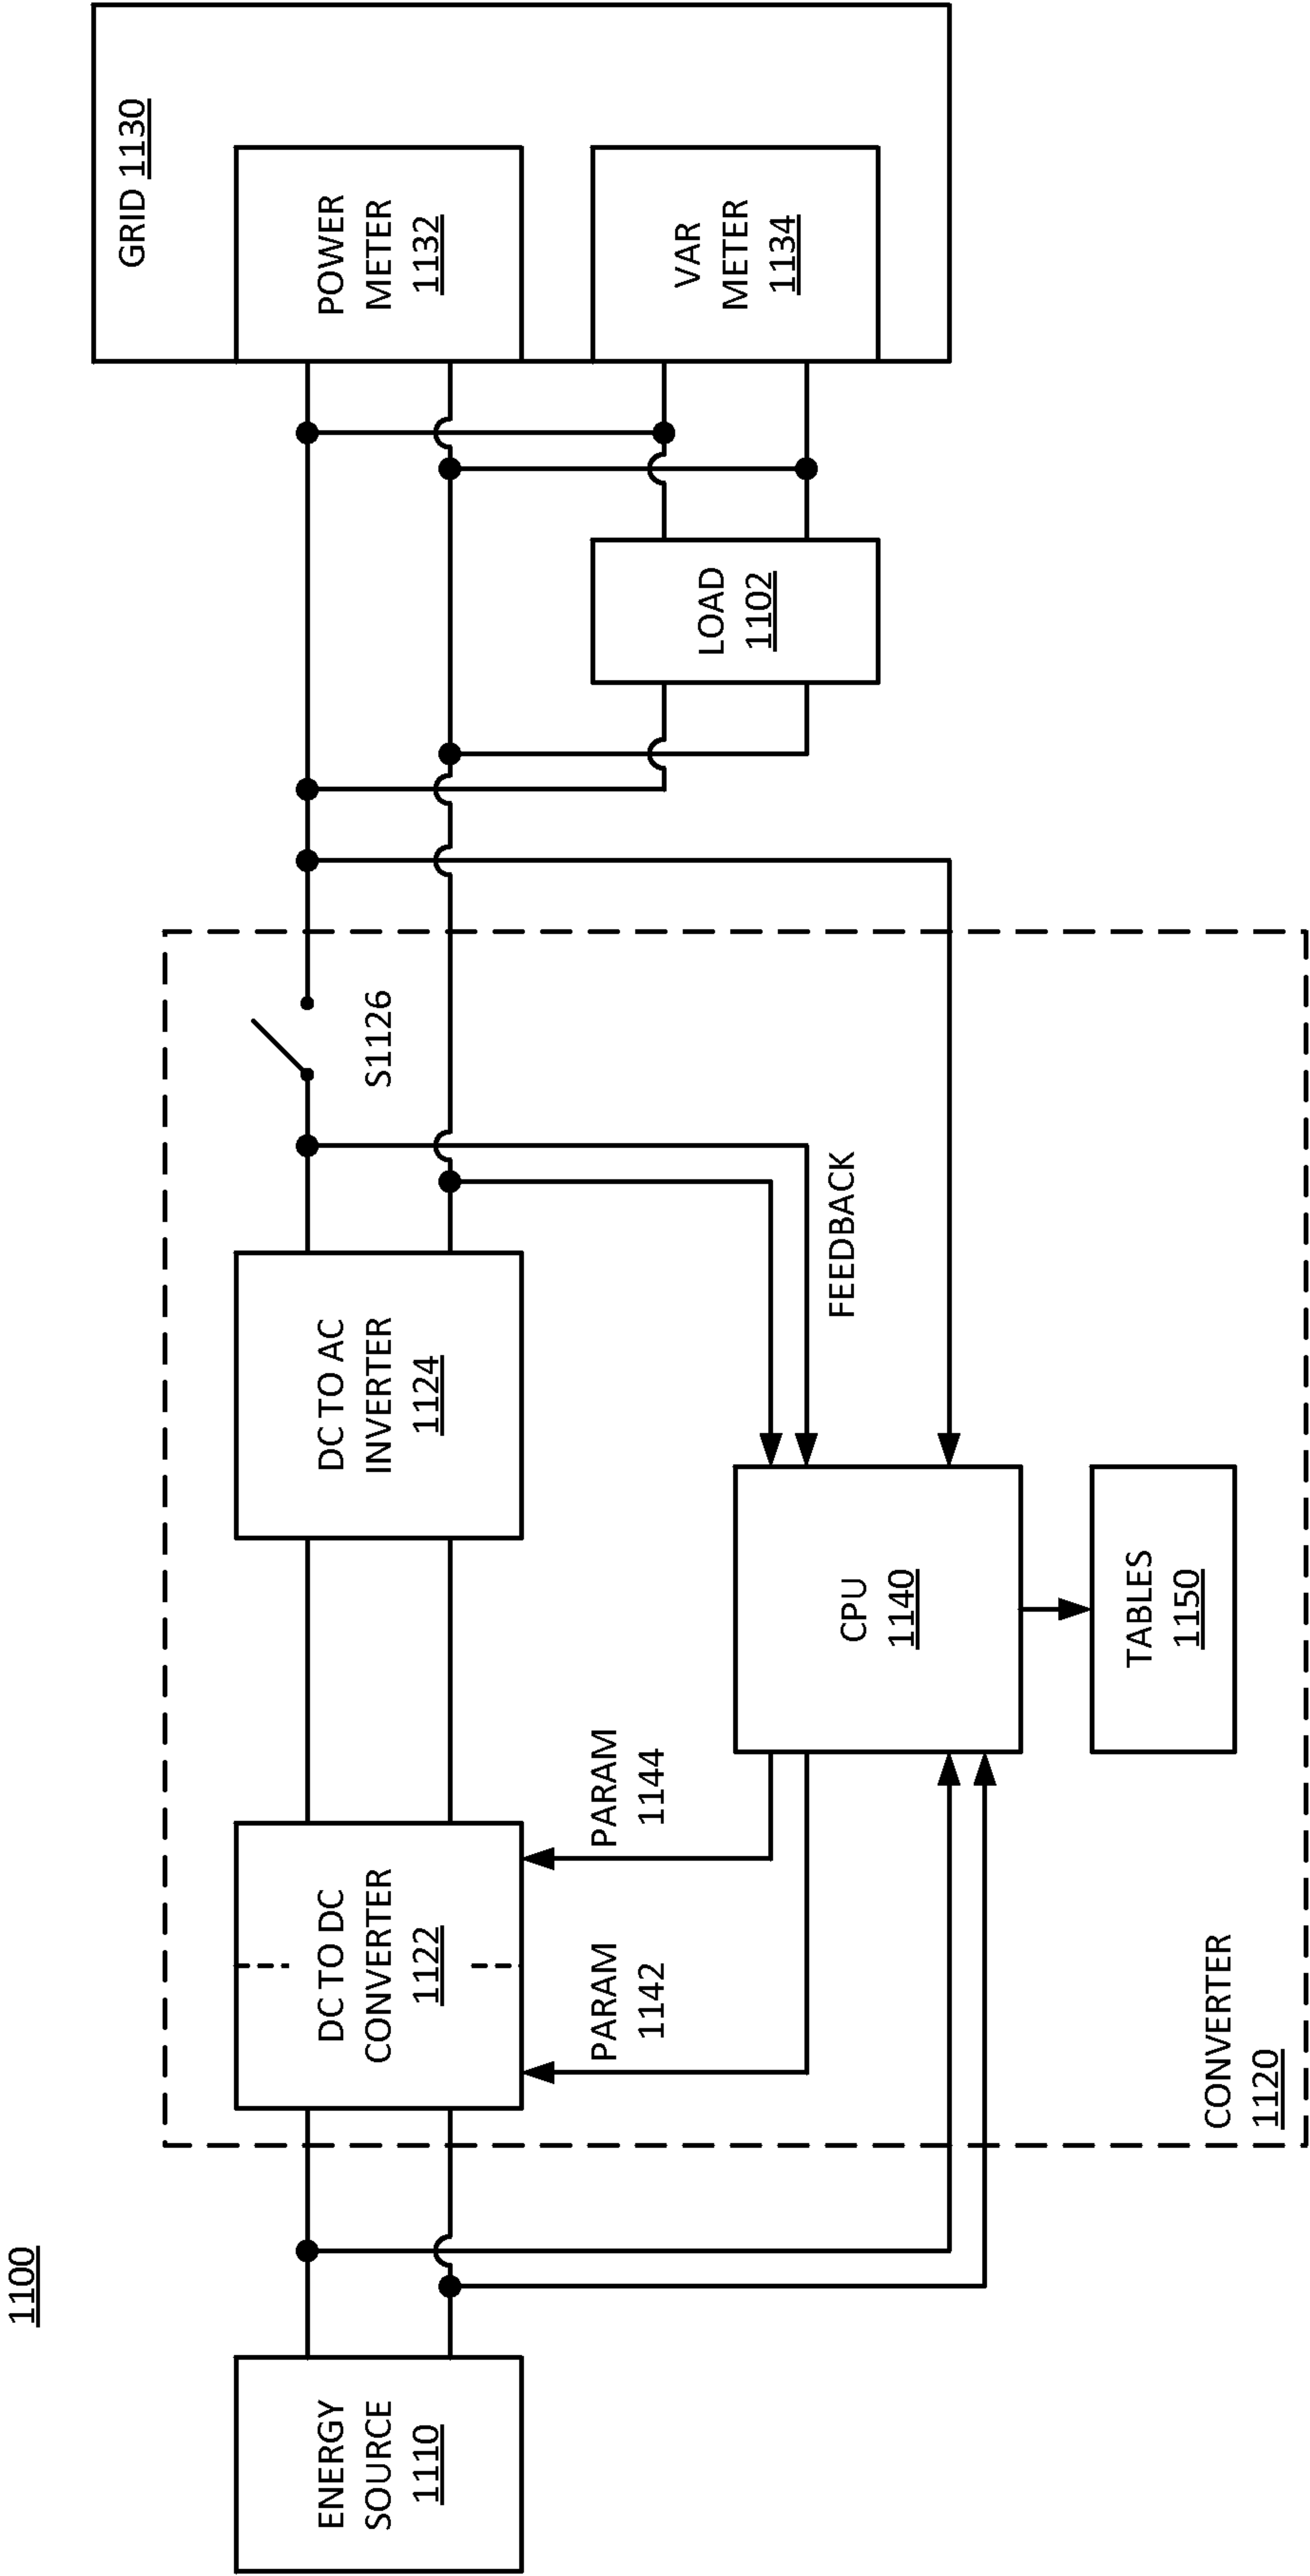 1100
ENERGY
SOURCE
1110
DC TO DC
CONVERTER
1122
DC TO AC
INVERTER
1124
S1126
GRID 1130
POWER
METER
1132
VAR
METER
1134
LOAD
1102
PARAM
1142
PARAM
1144
FEEDBACK
CPU
1140
TABLES
1150
CONVERTER
1120